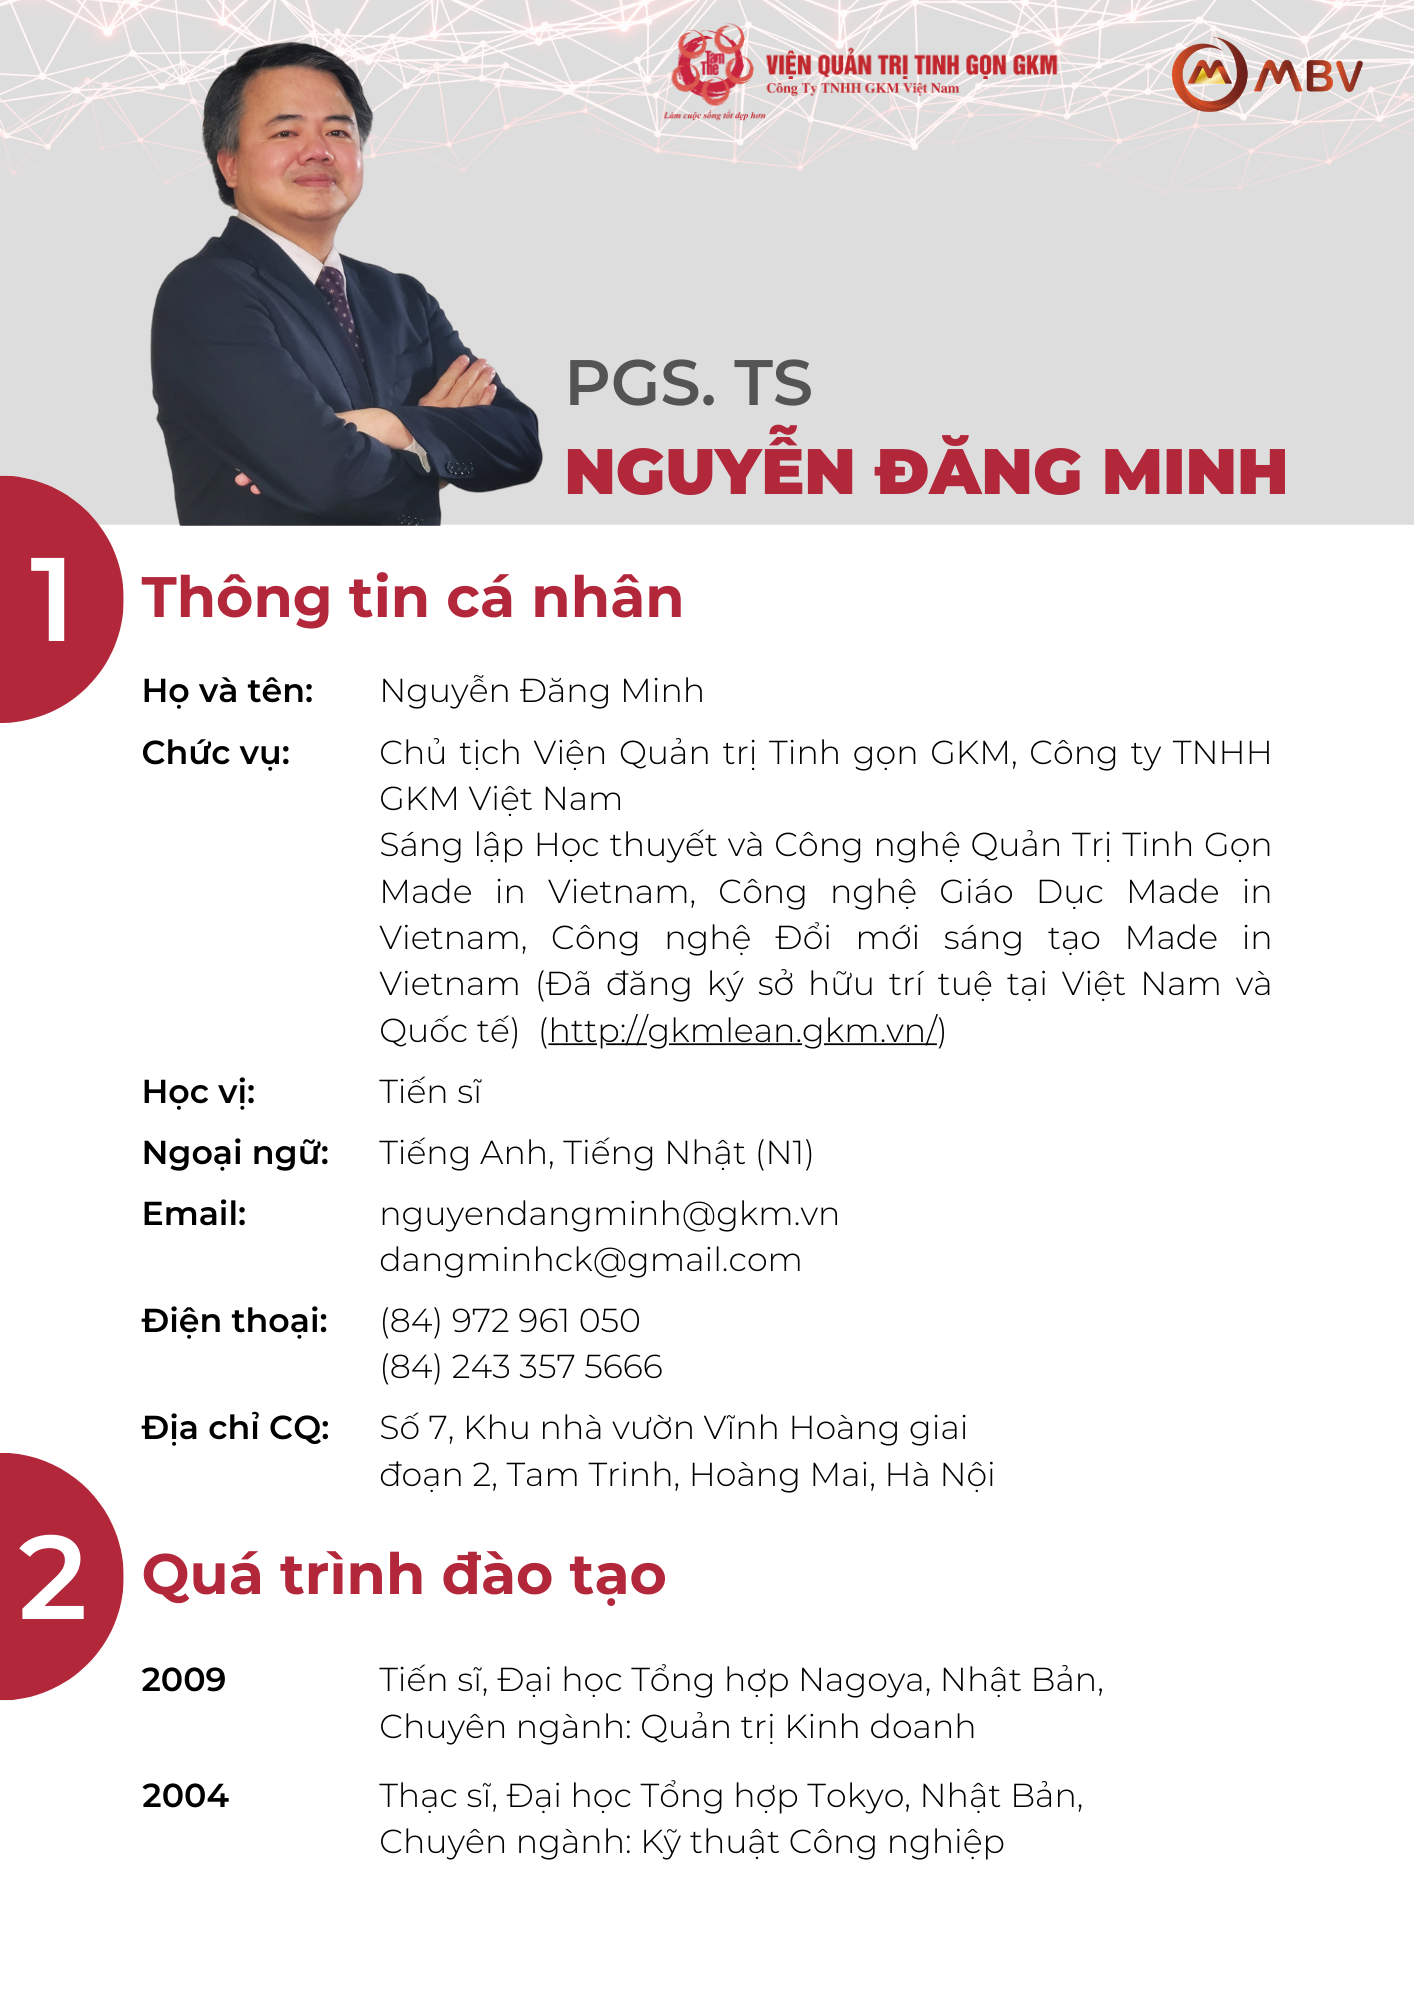 Tam
Thế
VIỆN QUẢN TRỊ TINH GỌN GKM
Công Ty TNHH GKM Việt Nam
Làm cuộc sống tốt đẹp hơn
MBV
PGS. TS
NGUYỄN ĐĂNG MINH
1
Thông tin cá nhân
Họ và tên: Nguyễn Đăng Minh
Chức vụ: Chủ tịch Viện Quản trị Tinh gọn GKM, Công ty TNHH
GKM Việt Nam
Sáng lập Học thuyết và Công nghệ Quản Trị Tinh Gọn
Made in Vietnam, Công nghệ Giáo Dục Made in
Vietnam, Công nghệ Đổi mới sáng tạo Made in
Vietnam (Đã đăng ký sở hữu trí tuệ tại Việt Nam và
Quốc tế) (http://gkmlean.gkm.vn/)
Học vị: Tiến sĩ
Ngoại ngữ: Tiếng Anh, Tiếng Nhật (N1)
Email: nguyendangminh@gkm.vn
dangminhck@gmail.com
Điện thoại: (84) 972 961 050
(84) 243 357 5666
Địa chỉ CQ: Số 7, Khu nhà vườn Vĩnh Hoàng giai
đoạn 2, Tam Trinh, Hoàng Mai, Hà Nội
2
Quá trình đào tạo
2009 Tiến sĩ, Đại học Tổng hợp Nagoya, Nhật Bản,
Chuyên ngành: Quản trị Kinh doanh
2004 Thạc sĩ, Đại học Tổng hợp Tokyo, Nhật Bản,
Chuyên ngành: Kỹ thuật Công nghiệp